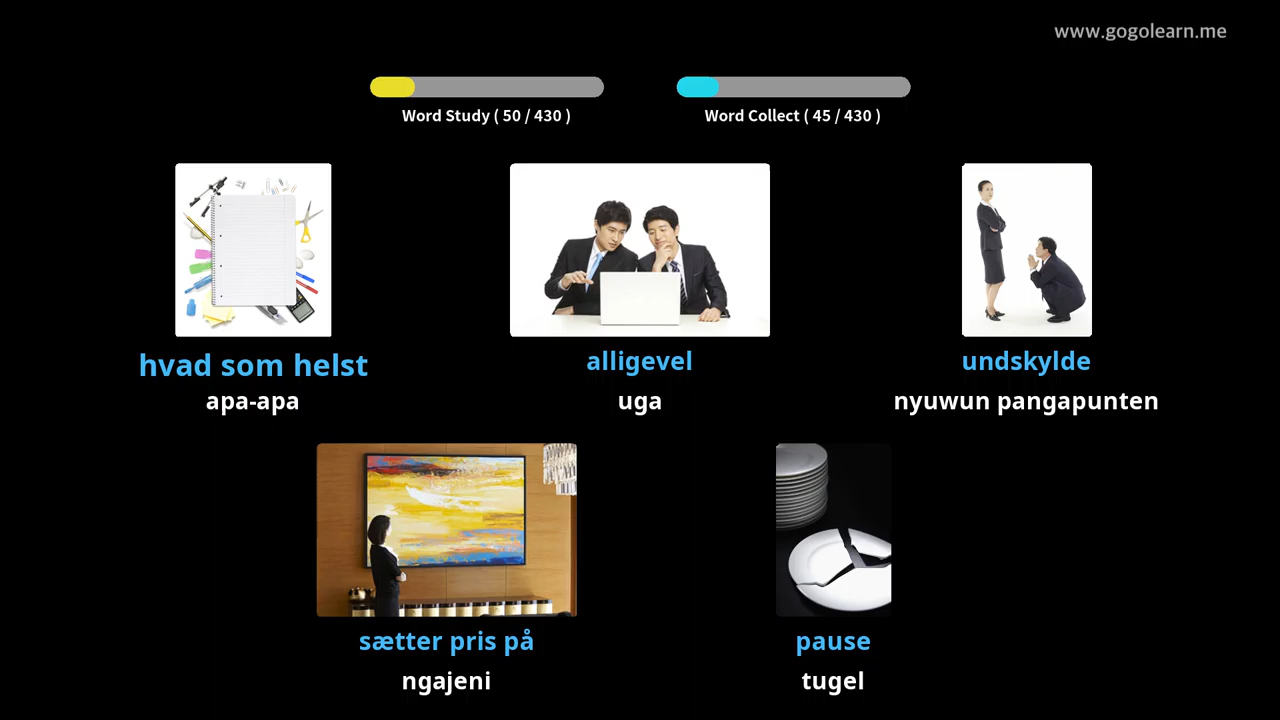 www.gogolearn.me
Word Study ( 50 / 430 )
Word Collect ( 45 / 430 )
hvad som helst
apa-apa
alligevel
uga
undskylde
nyuwun pangapunten
sætter pris på
ngajeni
pause
tugel